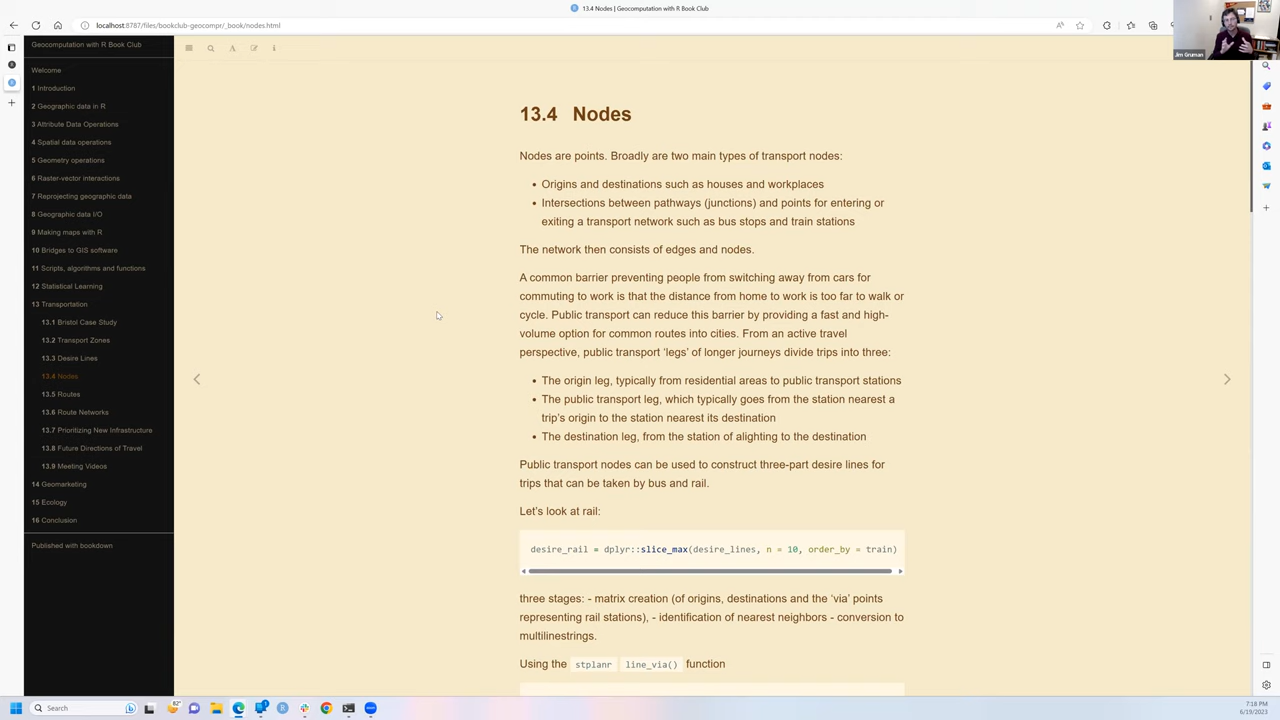 13.4 Nodes | Geocomputation with R Book Club
localhost:8787/files/bookclub-geocompr/_book/nodes.html
Jim Gruman
Geocomputation with R Book Club
Welcome
1 Introduction
2 Geographic data in R
3 Attribute Data Operations
4 Spatial data operations
5 Geometry operations
6 Raster-vector interactions
7 Reprojecting geographic data
8 Geographic data I/O
9 Making maps with R
10 Bridges to GIS software
11 Scripts, algorithms and functions
12 Statistical Learning
13 Transportation
13.1 Bristol Case Study
13.2 Transport Zones
13.3 Desire Lines
13.4 Nodes
13.5 Routes
13.6 Route Networks
13.7 Prioritizing New Infrastructure
13.8 Future Directions of Travel
13.9 Meeting Videos
14 Geomarketing
15 Ecology
16 Conclusion
Published with bookdown
13.4 Nodes
Nodes are points. Broadly are two main types of transport nodes:
• Origins and destinations such as houses and workplaces
• Intersections between pathways (junctions) and points for entering or
exiting a transport network such as bus stops and train stations
The network then consists of edges and nodes.
A common barrier preventing people from switching away from cars for
commuting to work is that the distance from home to work is too far to walk or
cycle. Public transport can reduce this barrier by providing a fast and high-
volume option for common routes into cities. From an active travel
perspective, public transport ‘legs’ of longer journeys divide trips into three:
• The origin leg, typically from residential areas to public transport stations
• The public transport leg, which typically goes from the station nearest a
trip’s origin to the station nearest its destination
• The destination leg, from the station of alighting to the destination
Public transport nodes can be used to construct three-part desire lines for
trips that can be taken by bus and rail.
Let’s look at rail:
desire_rail = dplyr::slice_max(desire_lines, n = 10, order_by = train)
three stages: - matrix creation (of origins, destinations and the ‘via’ points
representing rail stations), - identification of nearest neighbors - conversion to
multilinestrings.
Using the stplanr line_via() function
Search
82°
7:18 PM
6/19/2023